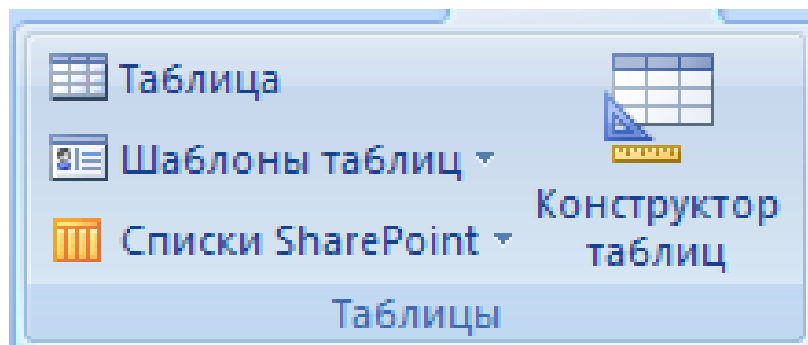 Таблица
Шаблоны таблиц
Списки SharePoint
Конструктор
таблиц
Таблицы